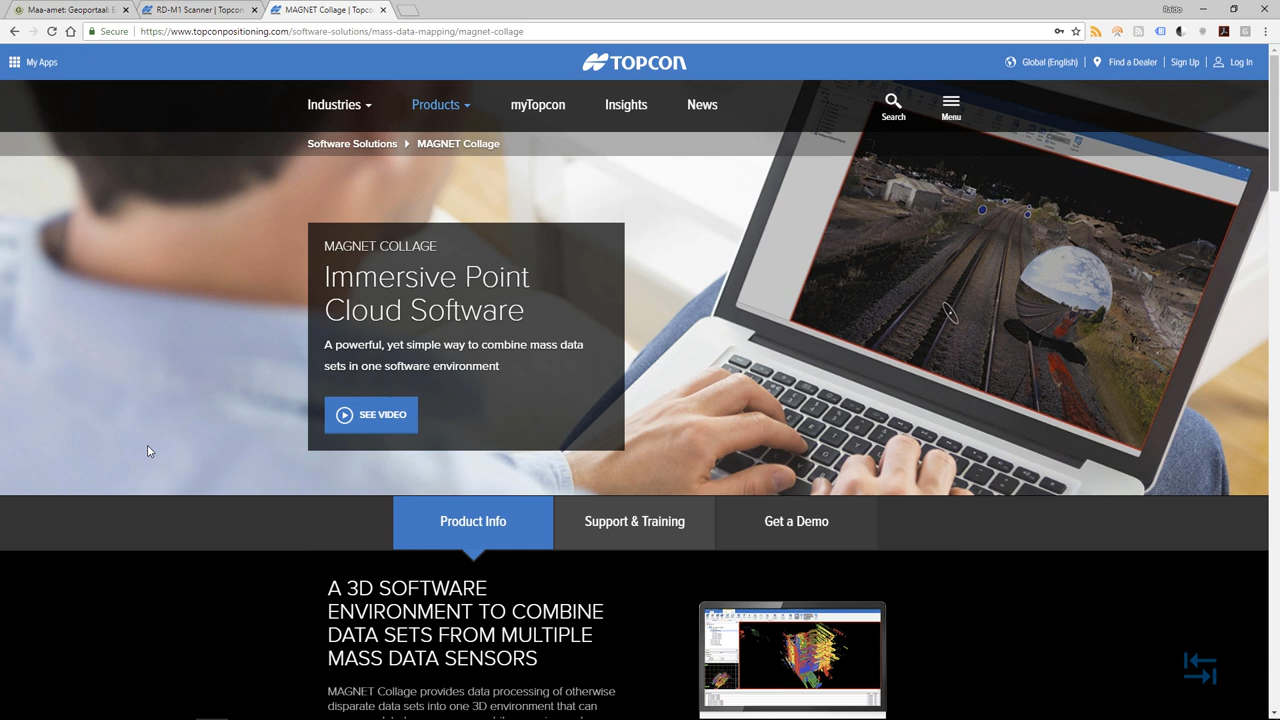 Maa-amet: Geoportaal: E
RD-M1 Scanner | Topcon
MAGNET Collage | Topco
Secure
https://www.topconpositioning.com/software-solutions/mass-data-mapping/magnet-collage
My Apps
TOPCON
Global (English)
Find a Dealer
Sign Up
Log In
Industries
Products
myTopcon
Insights
News
Search
Menu
Software Solutions
MAGNET Collage
MAGNET COLLAGE
Immersive Point
Cloud Software
A powerful, yet simple way to combine mass data
sets in one software environment
SEE VIDEO
Product Info
Support & Training
Get a Demo
A 3D SOFTWARE
ENVIRONMENT TO COMBINE
DATA SETS FROM MULTIPLE
MASS DATA SENSORS
MAGNET Collage provides data processing of otherwise
disparate data sets into one 3D environment that can